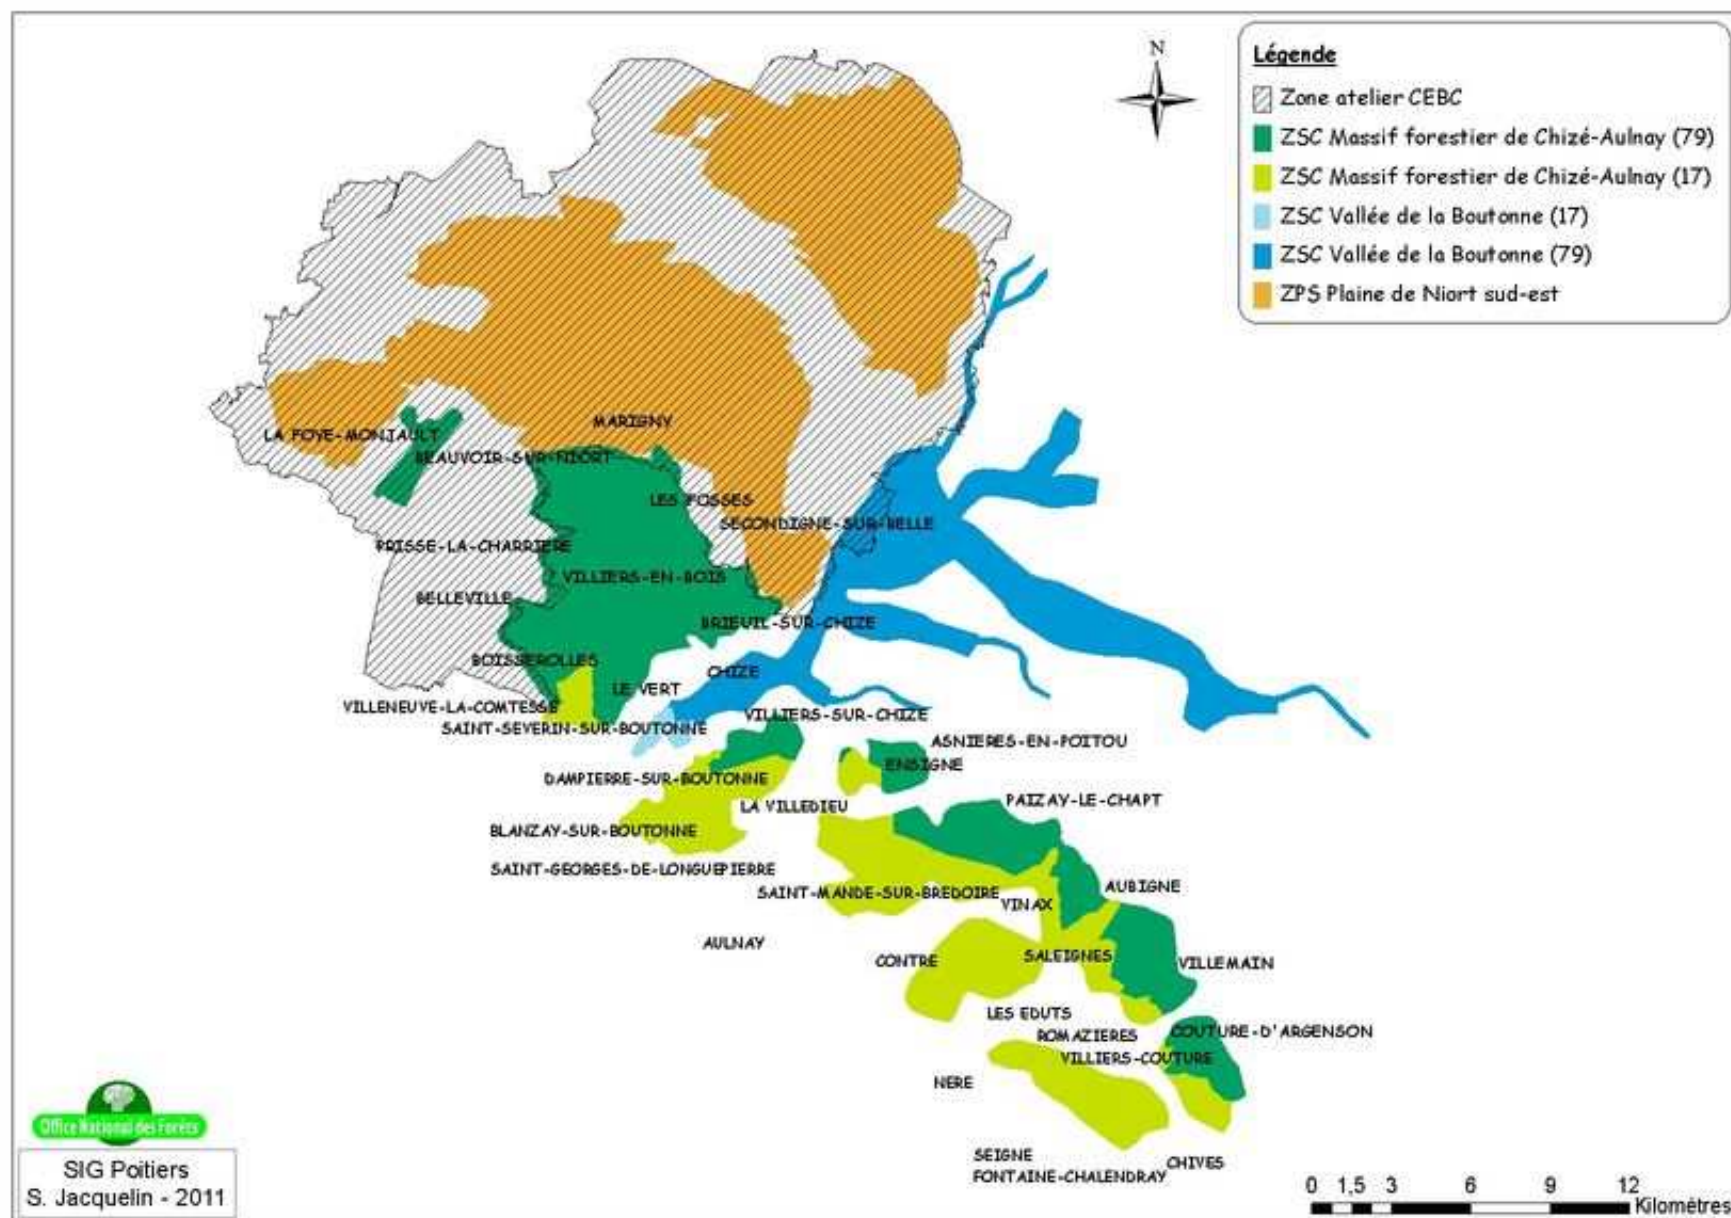 N
Légende
Zone atelier CEBC
ZSC Massif forestier de Chizé-Aulnay (79)
ZSC Massif forestier de Chizé-Aulnay (17)
ZSC Vallée de la Boutonne (17)
ZSC Vallée de la Boutonne (79)
ZPS Plaine de Niort sud-est
MARIGNY
LA FOYE-MONJAULT
BEAUVOIR-SUR-NIORT
LES FOSSES
SECONDIGNE-SUR-BELLE
PRISSE-LA-CHARRIERE
VILLIERS-EN-BOIS
BELLEVILLE
BRIEUIL-SUR-CHIZE
BOISSEROLLES
CHIZE
LE VERT
VILLENEUVE-LA-COMTESSE
VILLIERS-SUR-CHIZE
SAINT-SEVERIN-SUR-BOUTONNE
ASNIERES-EN-POITOU
ENSIGNE
DAMPIERRE-SUR-BOUTONNE
PAIZAY-LE-CHAPT
LA VILLEDIEU
BLANZAY-SUR-BOUTONNE
SAINT-GEORGES-DE-LONGUEPIERRE
AUBIGNE
SAINT-MANDE-SUR-BREDOIRE
VINAX
AULNAY
SALEIGNES
CONTRE
VILLEMAIN
LES EDUTS
COUTURE-D'ARGENSON
ROMAZIERES
VILLIERS-COUTURE
NERE
SEIGNE
CHIVES
FONTAINE-CHALENDRAY
Office National des Forêts
SIG Poitiers
S. Jacquelin - 2011
0 1,5 3 6 9 12
Kilomètres